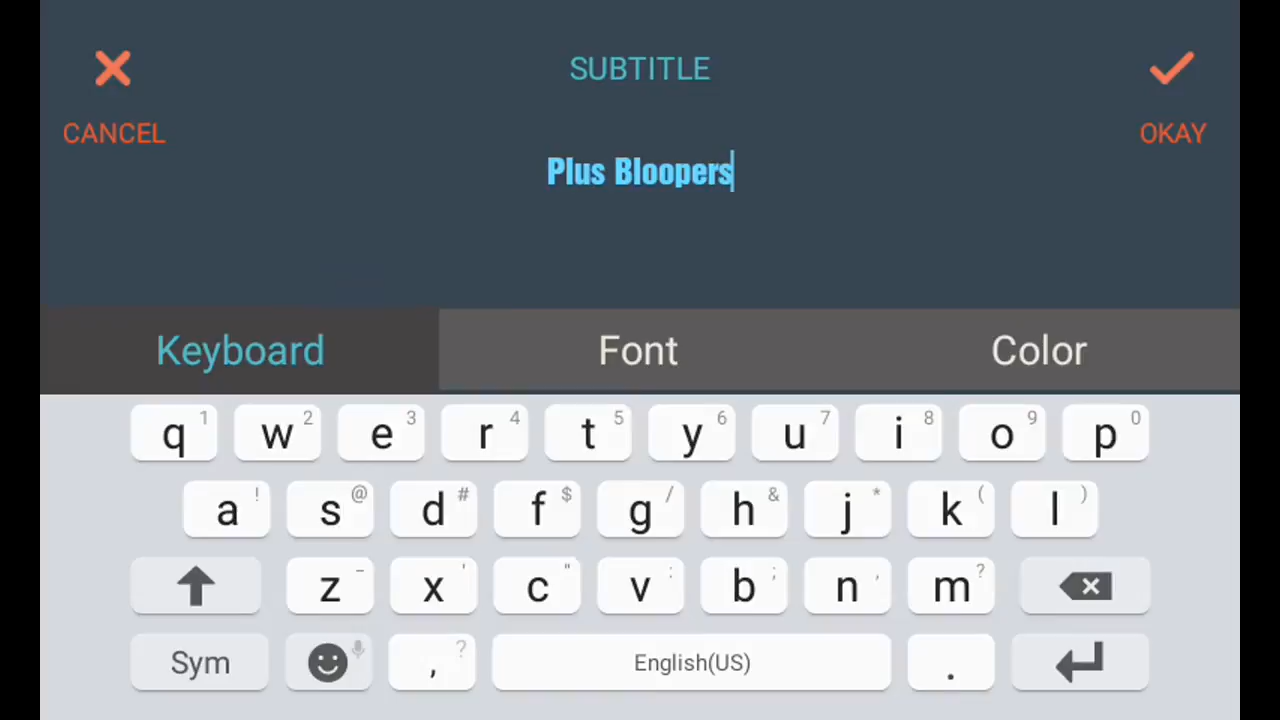 SUBTITLE
CANCEL
OKAY
Plus Bloopers
Keyboard Font Color
q 1 w 2 e 3 r 4 t 5 y 6 u 7 i 8 o 9 p 0
a ! s @ d # f $ g / h & j * k ( l )
z - x ' c " v : b ; n , m ?
Sym , ? English(US) .